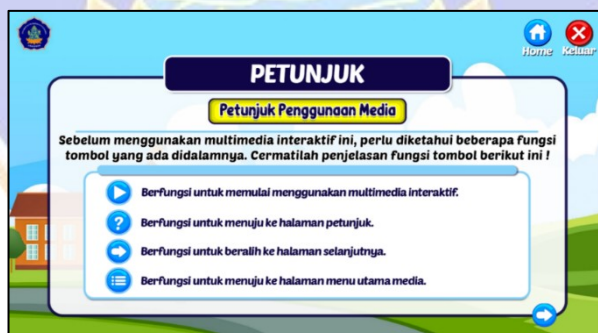 Home Keluar
PETUNJUK
Petunjuk Penggunaan Media
Sebelum menggunakan multimedia interaktif ini, perlu diketahui beberapa fungsi
tombol yang ada didalamnya. Cermatilah penjelasan fungsi tombol berikut ini !
Berfungsi untuk memulai menggunakan multimedia interaktif.
? Berfungsi untuk menuju ke halaman petunjuk.
Berfungsi untuk beralih ke halaman selanjutnya.
Berfungsi untuk menuju ke halaman menu utama media.